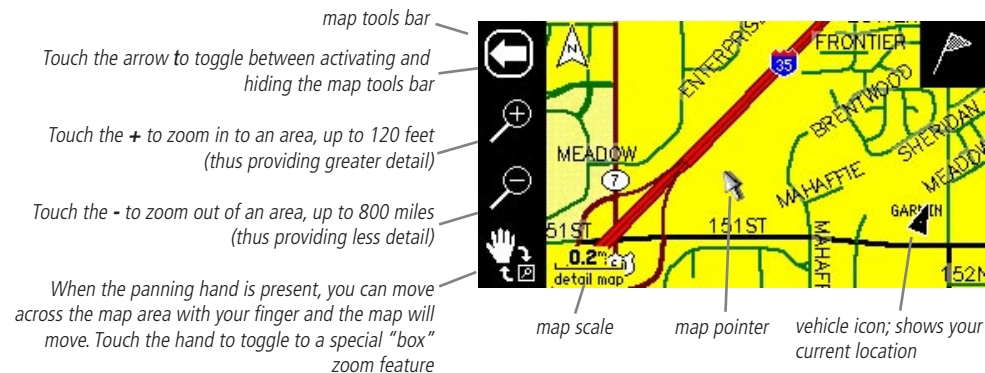 map tools bar
Touch the arrow to toggle between activating and
hiding the map tools bar
Touch the + to zoom in to an area, up to 120 feet
(thus providing greater detail)
Touch the - to zoom out of an area, up to 800 miles
(thus providing less detail)
When the panning hand is present, you can move
across the map area with your finger and the map will
move. Touch the hand to toggle to a special "box"
zoom feature
N
ENTERPRIS
35
FRONTIER
BRENTWOOD
SHERIDAN
MEADOW
MEADOW
7
MAHAFFIE
GARMIN
51ST
151ST
MAHAFF
0.2
detail map
152N
map scale
map pointer
vehicle icon; shows your
current location